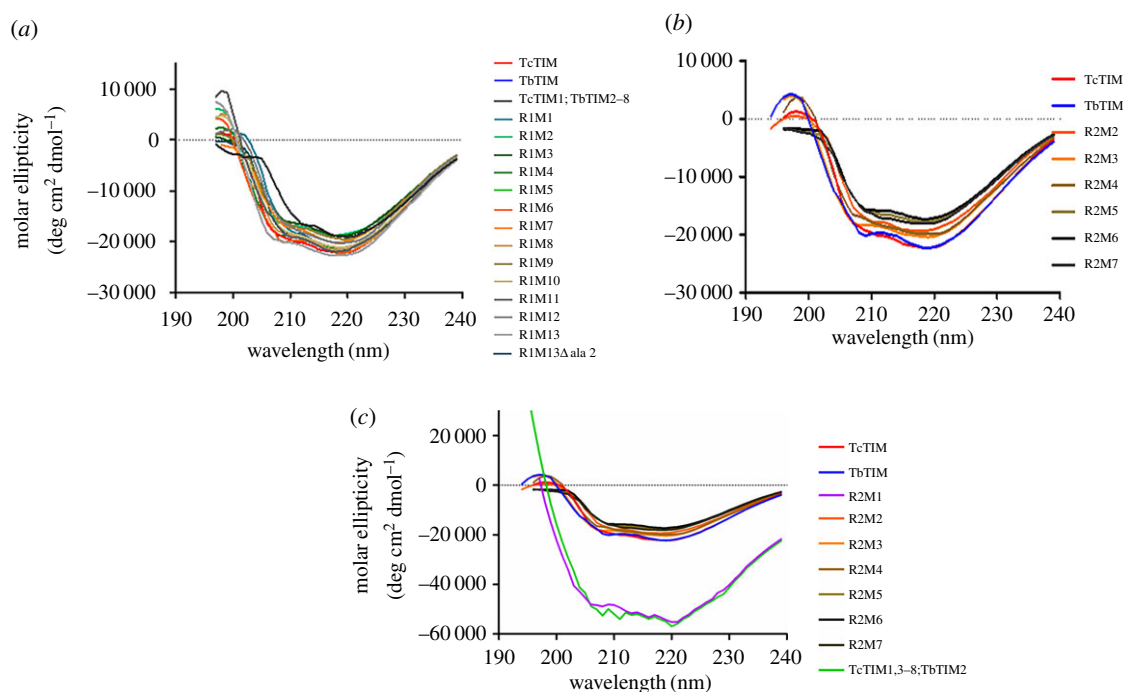 (a)
10 000
0
−10 000
−20 000
−30 000
190 200 210 220 230 240
wavelength (nm)
molar ellipticity
(deg cm² dmol⁻¹)
TcTIM
TbTIM
TcTIM1; TbTIM2–8
R1M1
R1M2
R1M3
R1M4
R1M5
R1M6
R1M7
R1M8
R1M9
R1M10
R1M11
R1M12
R1M13
R1M13Δ ala 2
(b)
10 000
0
−10 000
−20 000
−30 000
190 200 210 220 230 240
wavelength (nm)
TcTIM
TbTIM
R2M2
R2M3
R2M4
R2M5
R2M6
R2M7
(c)
20 000
0
−20 000
−40 000
−60 000
190 200 210 220 230 240
wavelength (nm)
molar ellipticity
(deg cm² dmol⁻¹)
TcTIM
TbTIM
R2M1
R2M2
R2M3
R2M4
R2M5
R2M6
R2M7
TcTIM1,3–8;TbTIM2